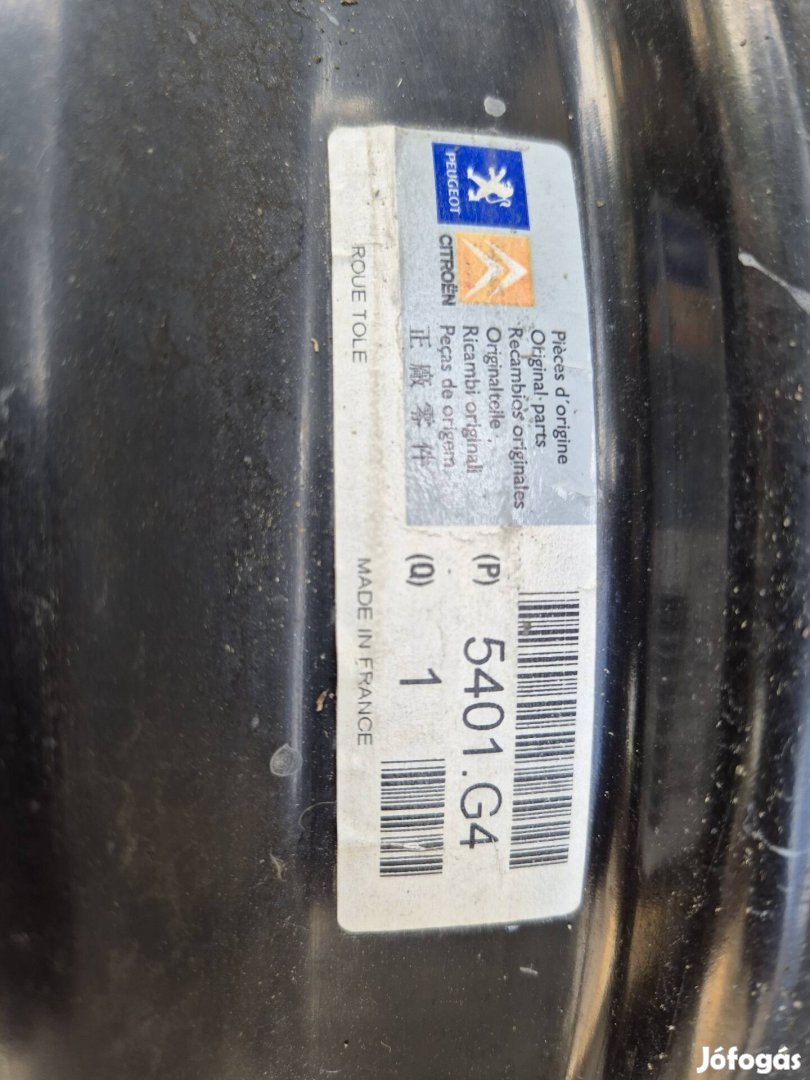 PEUGEOT
CITROËN
Pièces d'origine
Original parts
Recambios originales
Originalteile
Ricambi originali
Peças de origem
正廠零件
(P) 5401.G4
(Q) 1
ROUE TOLE MADE IN FRANCE
Jófogás